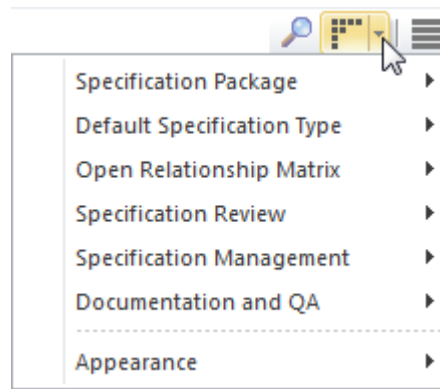 Specification Package
Default Specification Type
Open Relationship Matrix
Specification Review
Specification Management
Documentation and QA
Appearance